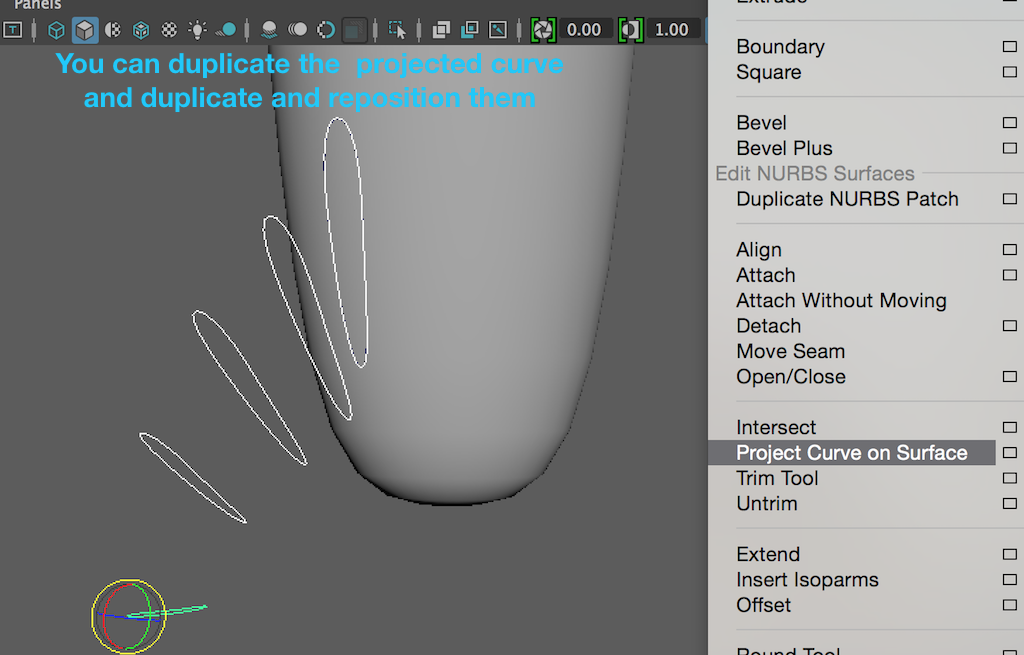 Panels
T
0.00
1.00
You can duplicate the projected curve
and duplicate and reposition them
Extrude
Boundary
Square
Bevel
Bevel Plus
Edit NURBS Surfaces
Duplicate NURBS Patch
Align
Attach
Attach Without Moving
Detach
Move Seam
Open/Close
Intersect
Project Curve on Surface
Trim Tool
Untrim
Extend
Insert Isoparms
Offset
Round Tool